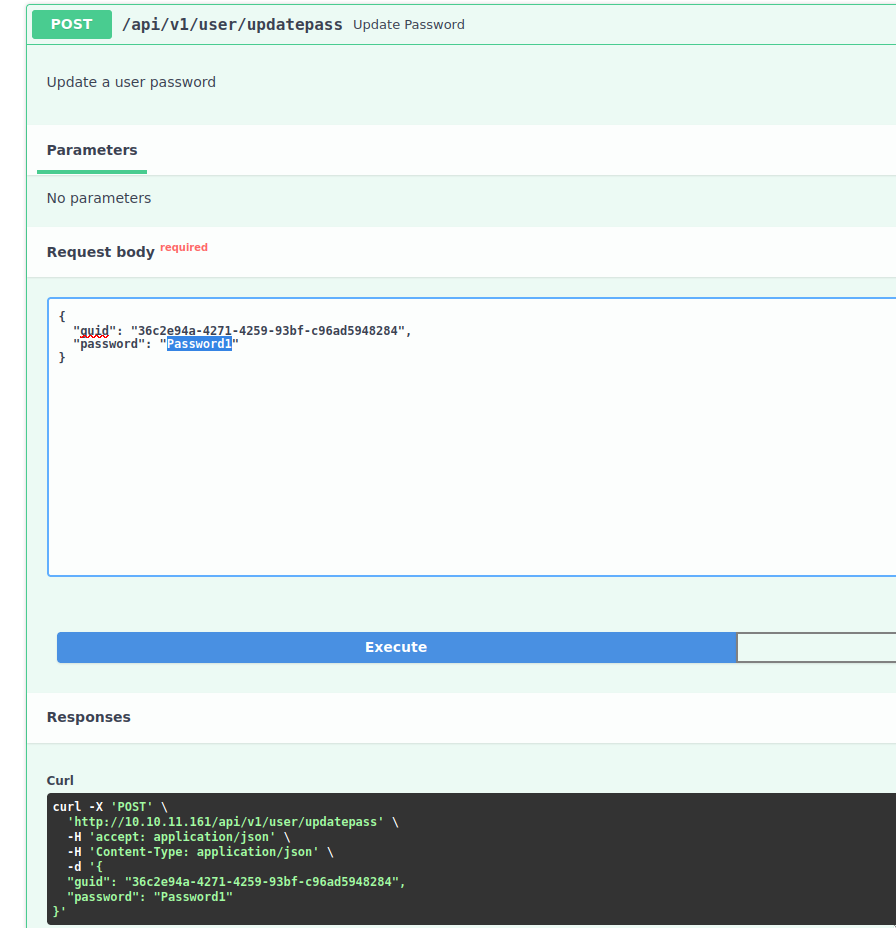 POST /api/v1/user/updatepass Update Password
Update a user password
Parameters
No parameters
Request body required
{
"guid": "36c2e94a-4271-4259-93bf-c96ad5948284",
"password": "Password1"
}
Execute
Responses
Curl
curl -X 'POST' \
'http://10.10.11.161/api/v1/user/updatepass' \
-H 'accept: application/json' \
-H 'Content-Type: application/json' \
-d '{
"guid": "36c2e94a-4271-4259-93bf-c96ad5948284",
"password": "Password1"
}'